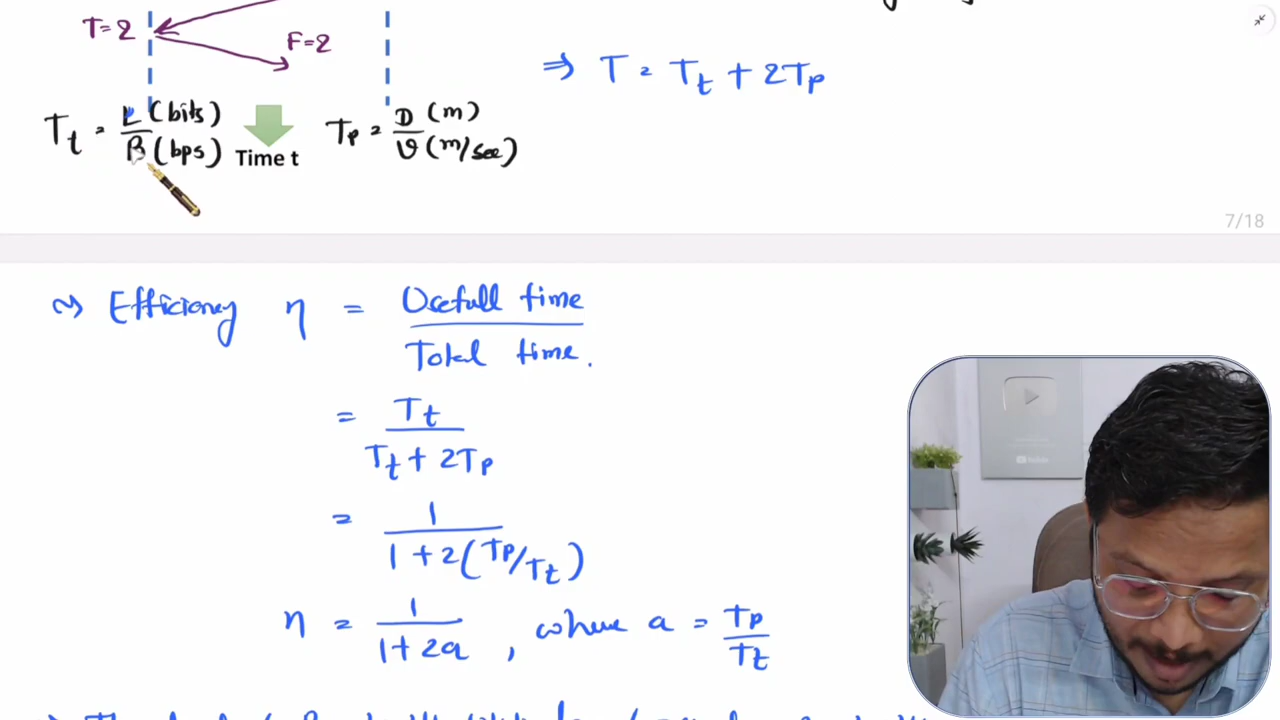 T=2
F=2
⇒ T = Tt + 2Tp
Tt = L (bits) / B (bps)
Time t
Tp = D (m) / v (m/sec)
7/18
~> Efficiency η = Usefull time / Total time.
= Tt / Tt + 2Tp
= 1 / 1 + 2(Tp/Tt)
η = 1 / 1 + 2a , where a = Tp / Tt